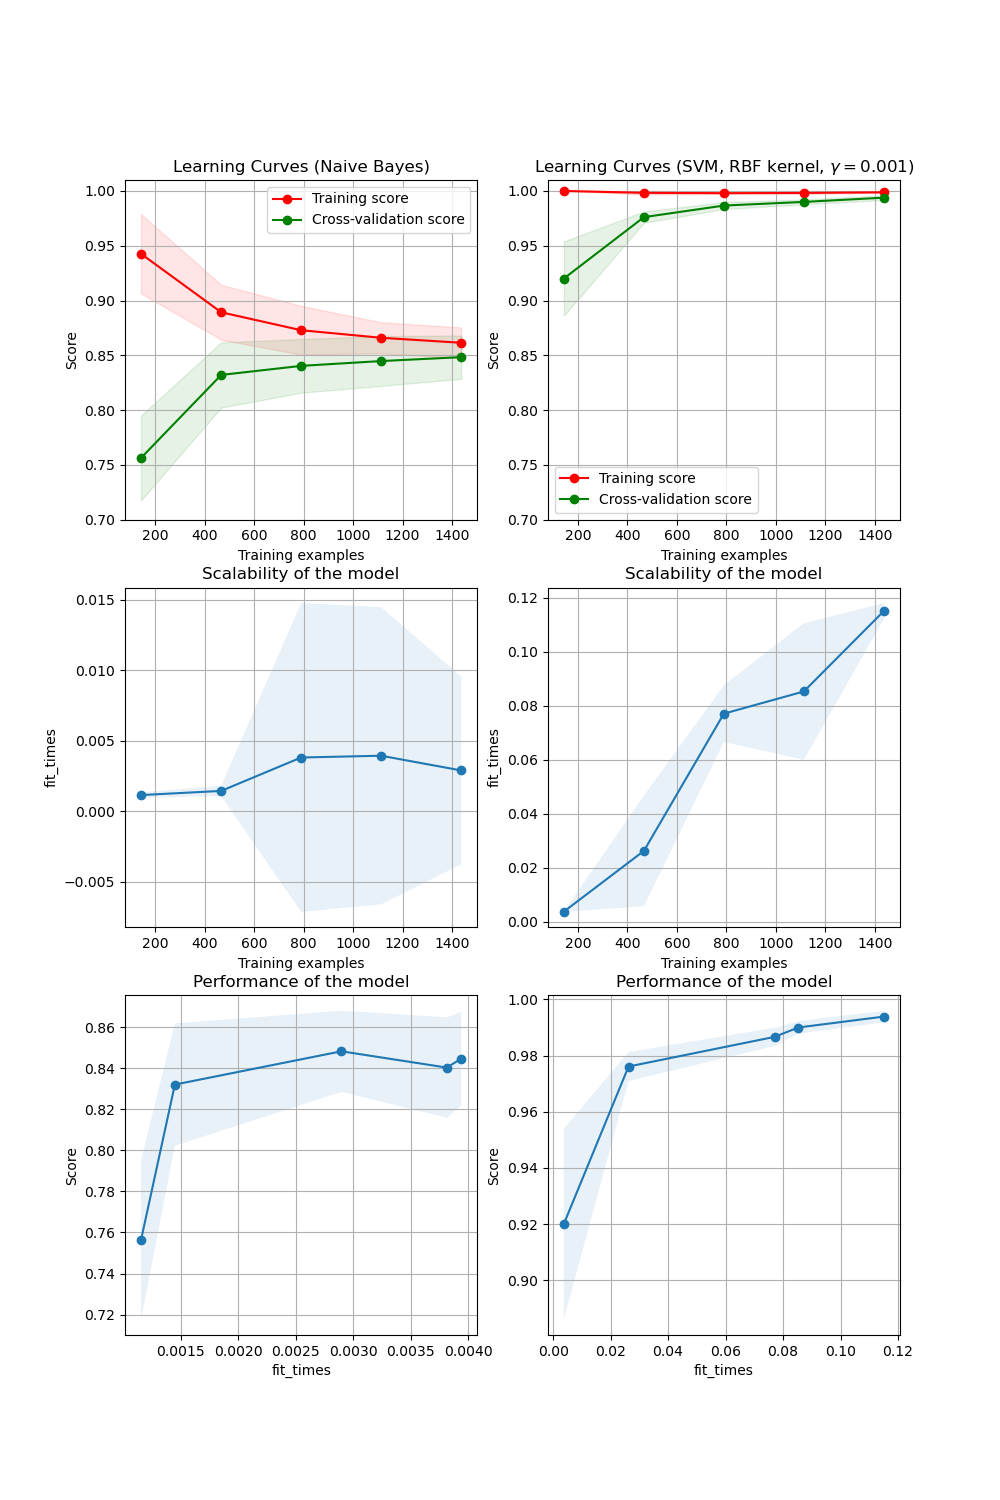 Learning Curves (Naive Bayes)
1.00
0.95
0.90
0.85
0.80
0.75
0.70
Score
Training score
Cross-validation score
200 400 600 800 1000 1200 1400
Training examples
Learning Curves (SVM, RBF kernel, γ = 0.001)
1.00
0.95
0.90
0.85
0.80
0.75
0.70
Score
Training score
Cross-validation score
200 400 600 800 1000 1200 1400
Training examples
Scalability of the model
0.015
0.010
0.005
0.000
−0.005
fit_times
200 400 600 800 1000 1200 1400
Training examples
Scalability of the model
0.12
0.10
0.08
0.06
0.04
0.02
0.00
fit_times
200 400 600 800 1000 1200 1400
Training examples
Performance of the model
0.86
0.84
0.82
0.80
0.78
0.76
0.74
0.72
Score
0.0015 0.0020 0.0025 0.0030 0.0035 0.0040
fit_times
Performance of the model
1.00
0.98
0.96
0.94
0.92
0.90
Score
0.00 0.02 0.04 0.06 0.08 0.10 0.12
fit_times